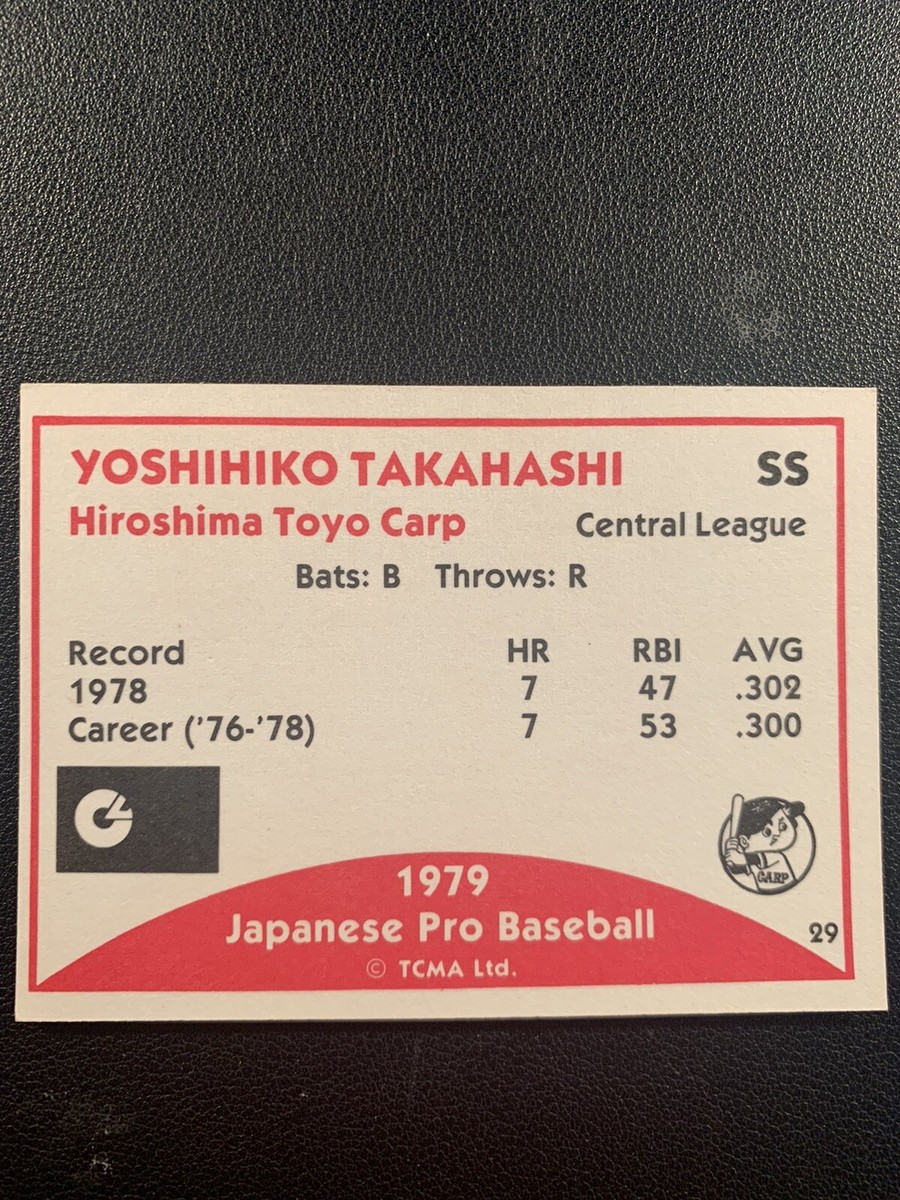 YOSHIHIKO TAKAHASHI SS
Hiroshima Toyo Carp Central League
Bats: B Throws: R
Record HR RBI AVG
1978 7 47 .302
Career ('76-'78) 7 53 .300
CARP
1979
Japanese Pro Baseball
29
© TCMA Ltd.